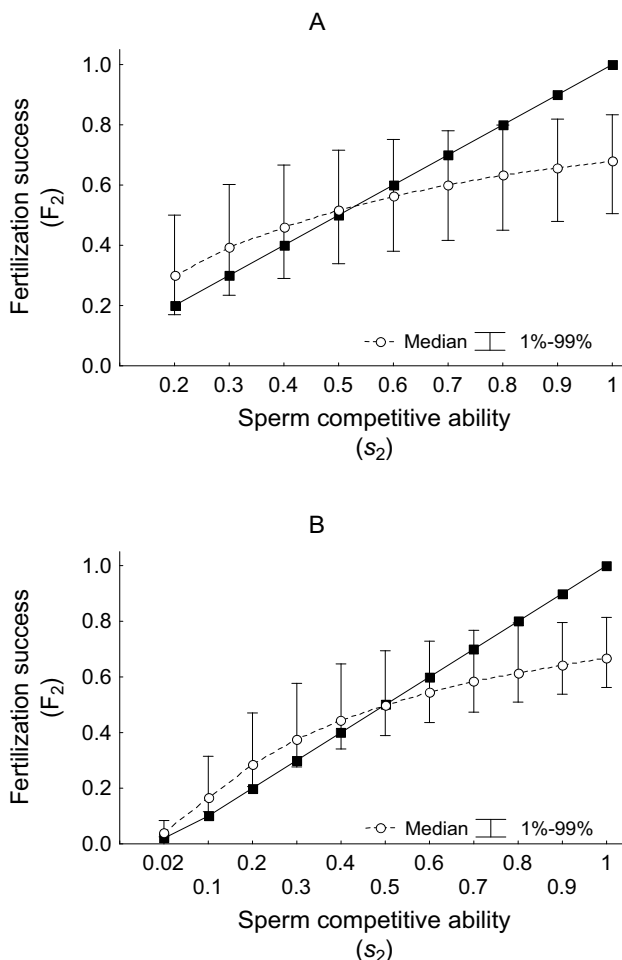 A
Fertilization success
(F₂)
1.0
0.8
0.6
0.4
0.2
0.0
Median 1%-99%
0.2 0.3 0.4 0.5 0.6 0.7 0.8 0.9 1
Sperm competitive ability
(s₂)
B
Fertilization success
(F₂)
1.0
0.8
0.6
0.4
0.2
0.0
Median 1%-99%
0.02 0.2 0.4 0.6 0.8 1
0.1 0.3 0.5 0.7 0.9
Sperm competitive ability
(s₂)